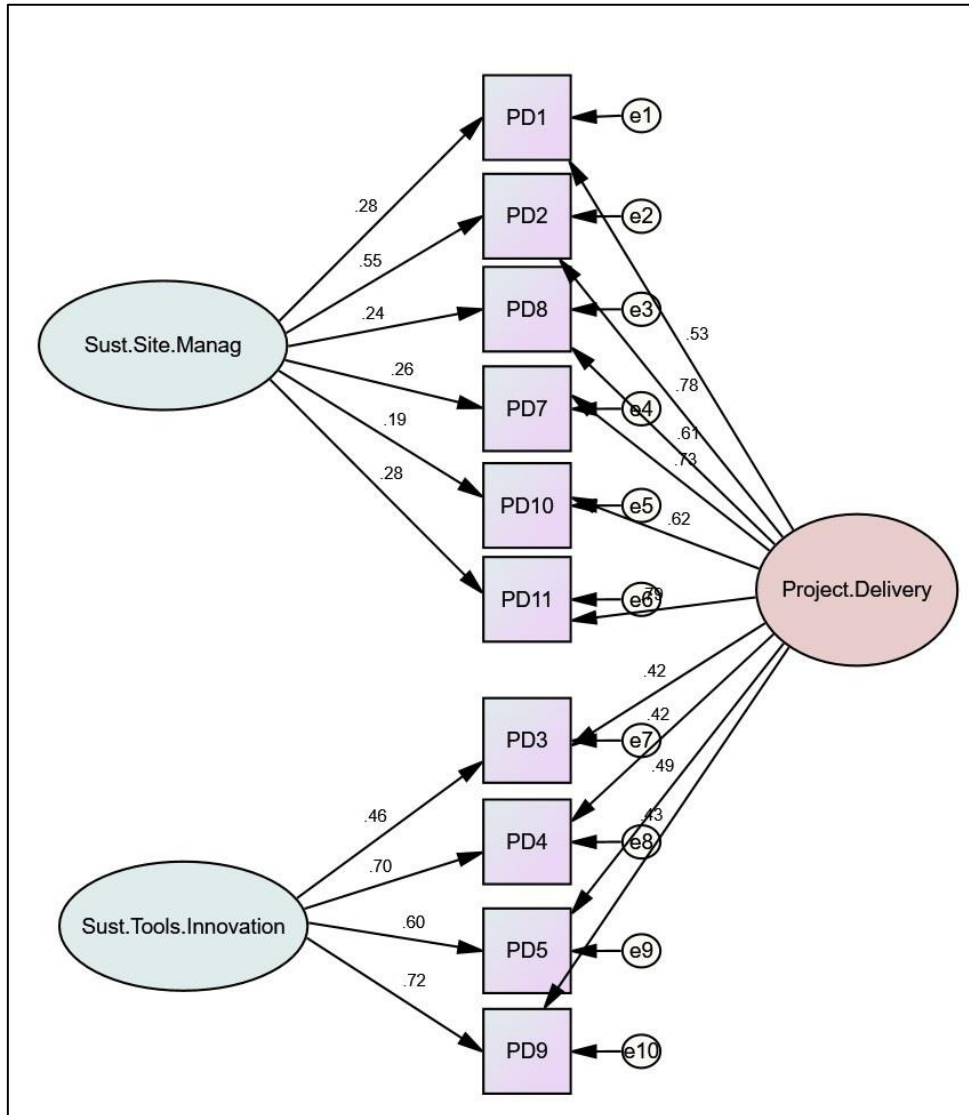 PD1
e1
.28
PD2
e2
.55
PD8
e3
.53
.24
Sust.Site.Manag
.26
.78
PD7
e4
.61
.73
.19
.28
PD10
e5
.62
PD11
e6
.79
Project.Delivery
.42
.42
PD3
e7
.49
.46
.43
PD4
e8
.70
Sust.Tools.Innovation
.60
PD5
e9
.72
PD9
e10